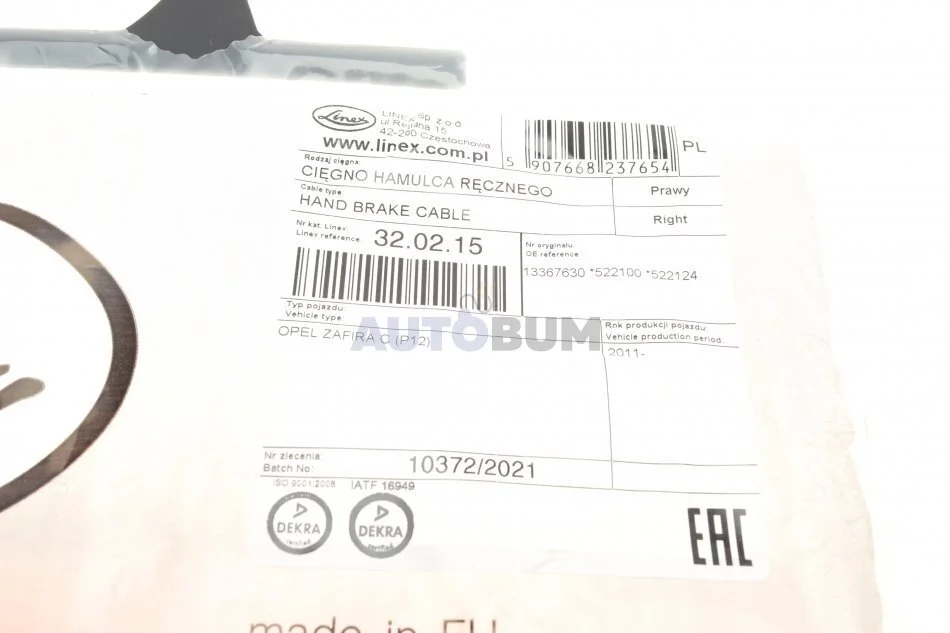 Linex
LINEX Sp. z o.o.
ul Rejtana 15
42-200 Częstochowa
www.linex.com.pl
5 907668 237654
PL
Rodzaj cięgna:
CIĘGNO HAMULCA RĘCZNEGO
Prawy
Cable type:
HAND BRAKE CABLE
Right
Nr kat. Linex:
Linex reference:
32.02.15
Nr oryginału:
OE reference:
13367630 *522100 *522124
Typ pojazdu:
Vehicle type:
OPEL ZAFIRA C (P12)
Rok produkcji pojazdu:
Vehicle production period:
2011-
AUTOBUM
Nr zlecenia:
Batch No:
10372/2021
ISO 9001:2008
IATF 16949
DEKRA
DEKRA
certified
EAC
made in EU